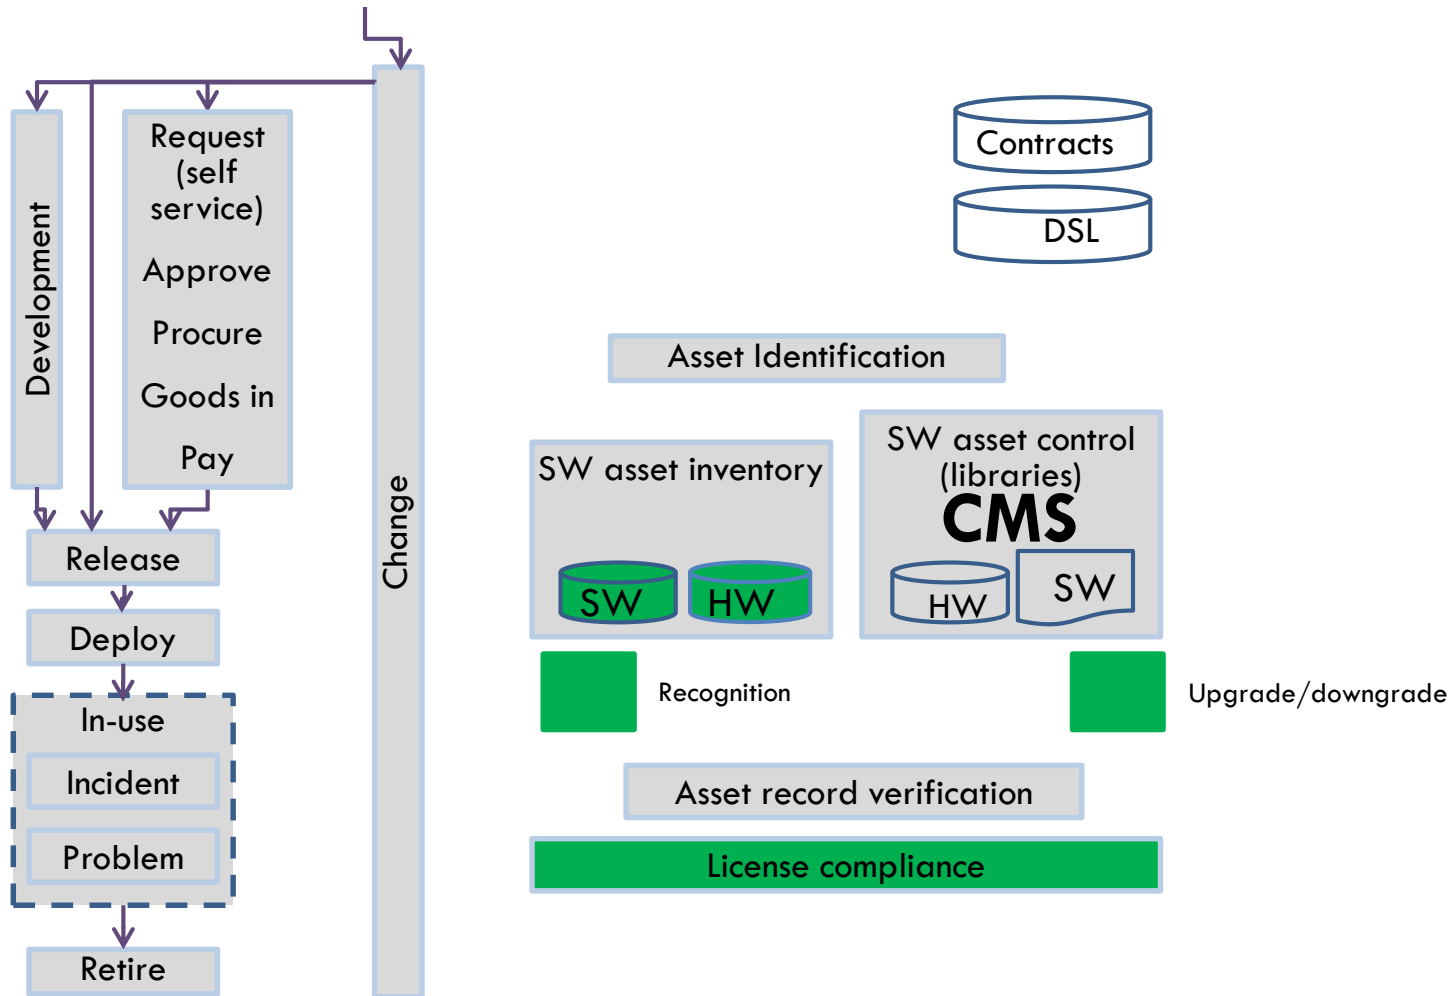 Development
Request
(self
service)
Approve
Procure
Goods in
Pay
Release
Deploy
In-use
Incident
Problem
Retire
Change
Contracts
DSL
Asset Identification
SW asset inventory
SW
HW
SW asset control
(libraries)
CMS
HW
SW
Recognition
Upgrade/downgrade
Asset record verification
License compliance